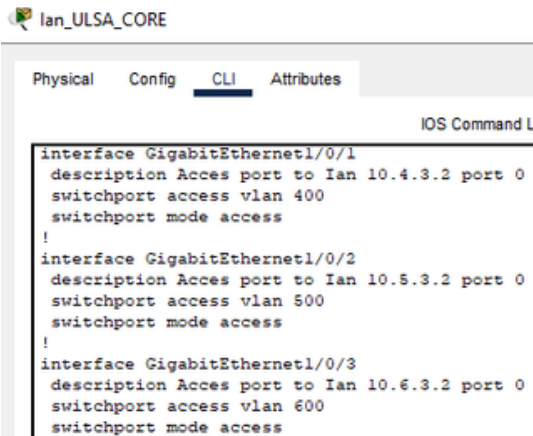 Ian_ULSA_CORE
Physical Config CLI Attributes
IOS Command L
interface GigabitEthernet1/0/1
description Acces port to Ian 10.4.3.2 port 0
switchport access vlan 400
switchport mode access
!
interface GigabitEthernet1/0/2
description Acces port to Ian 10.5.3.2 port 0
switchport access vlan 500
switchport mode access
!
interface GigabitEthernet1/0/3
description Acces port to Ian 10.6.3.2 port 0
switchport access vlan 600
switchport mode access